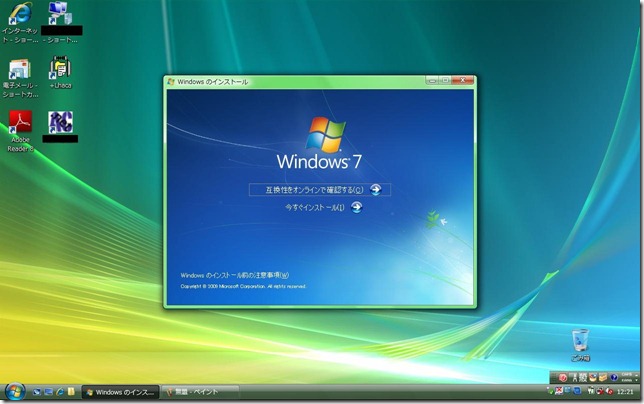 インターネッ
ト - ショー...
- ショート...
電子メール -
ショートカ...
+Lhaca
Adobe
Reader...
Windows のインストール
Windows 7
互換性をオンラインで確認する(C)
今すぐインストール(I)
Windows のインストール前の注意事項(W)
Copyright © 2009 Microsoft Corporation. All rights reserved.
ごみ箱
Windows のインス...
無題 - ペイント
A 般
CAPS
KANA
12:21